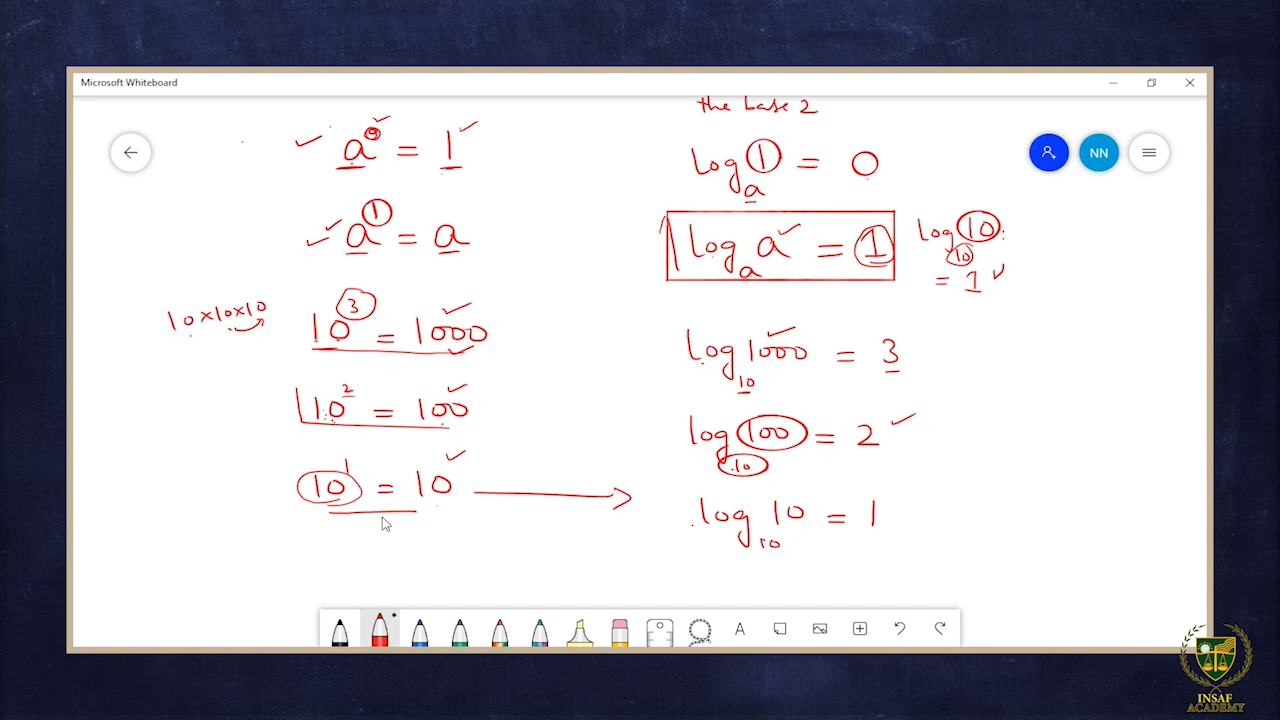 Microsoft Whiteboard
the base 2
a⁰ = 1
log_a 1 = 0
NN
a¹ = a
log_a a = 1
log_10 10
= 1
10×10×10
10³ = 1000
log_10 1000 = 3
10² = 100
log_10 100 = 2
10¹ = 10
log_10 10 = 1
A
INSAF
ACADEMY